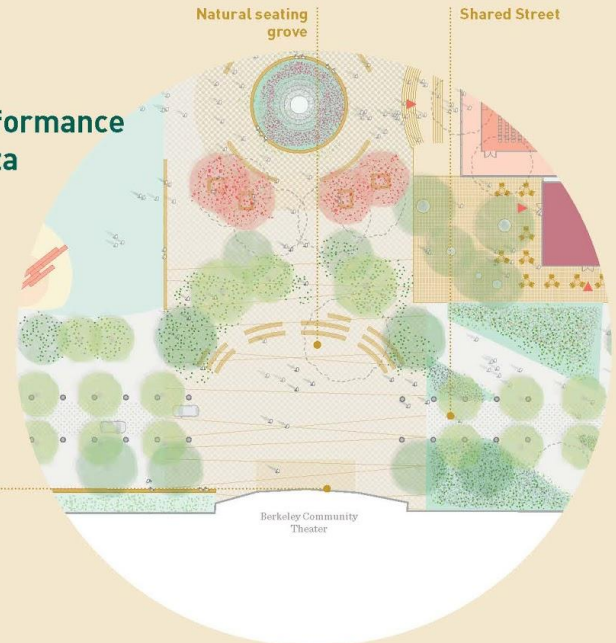 Natural seating
grove
Shared Street
formance
ta
Berkeley Community
Theater